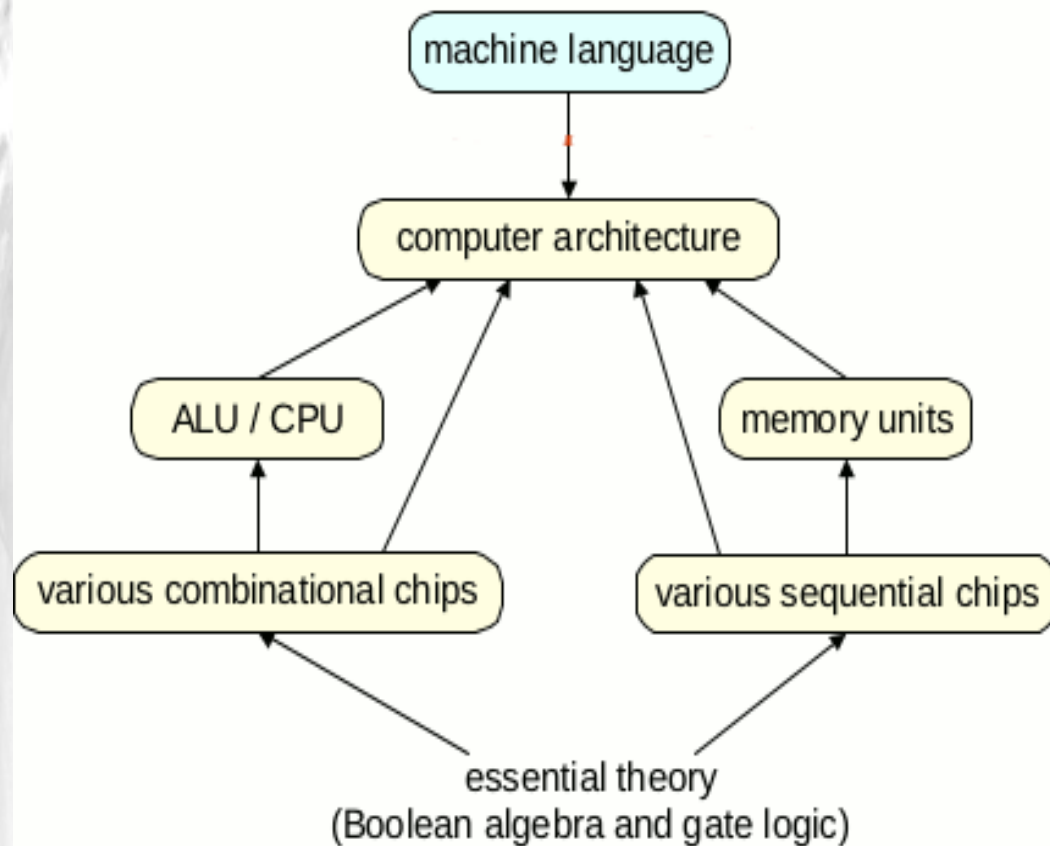 machine language
computer architecture
ALU / CPU
memory units
various combinational chips
various sequential chips
essential theory
(Boolean algebra and gate logic)